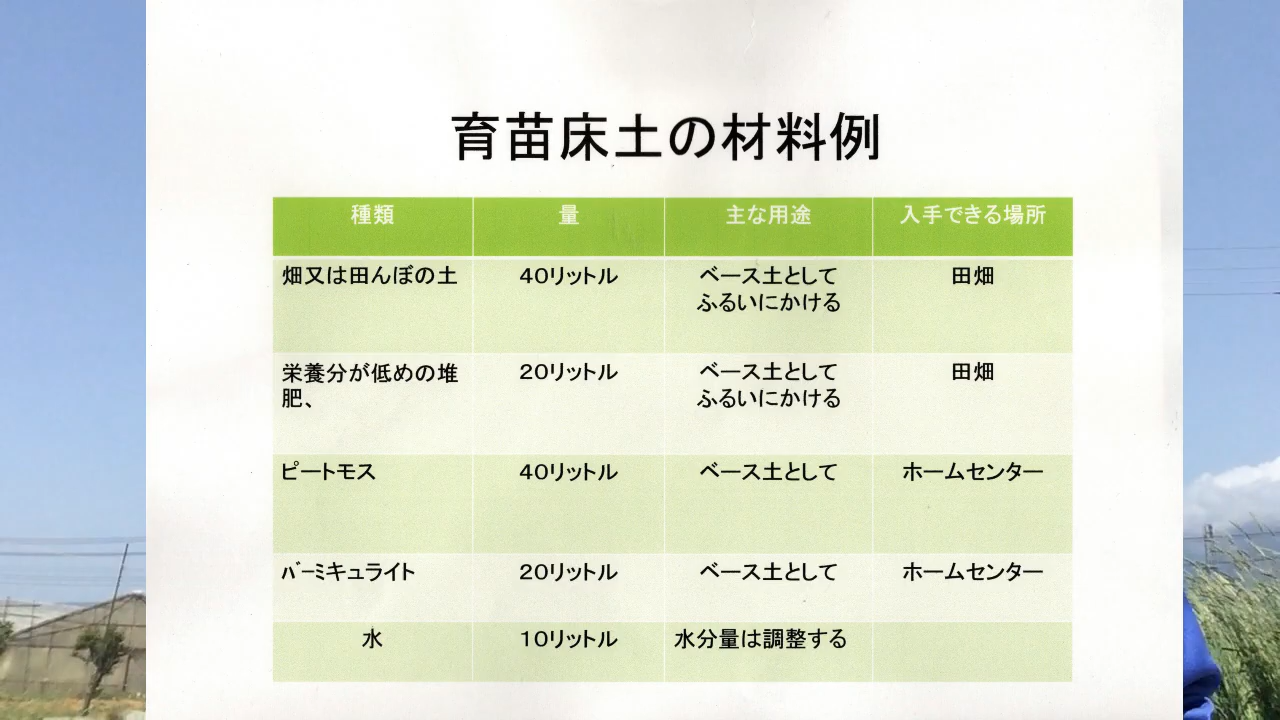 育苗床土の材料例
種類 量 主な用途 入手できる場所
畑又は田んぼの土 40リットル ベース土として 田畑
ふるいにかける
栄養分が低めの堆 20リットル ベース土として 田畑
肥、 ふるいにかける
ピートモス 40リットル ベース土として ホームセンター
バーミキュライト 20リットル ベース土として ホームセンター
水 10リットル 水分量は調整する